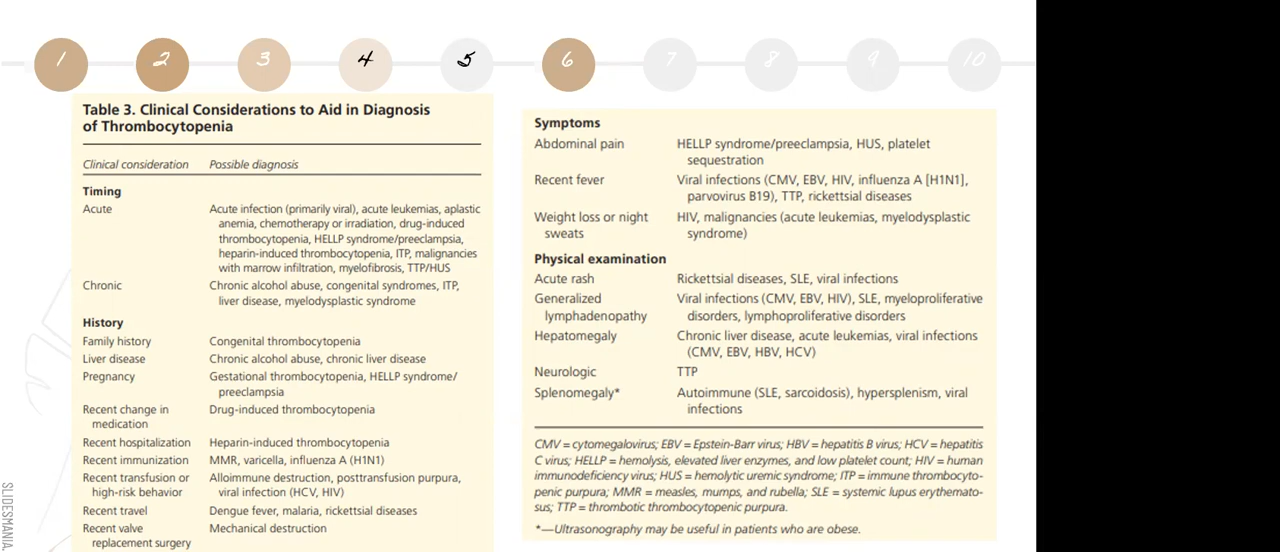 1 2 3 4 5 6 7 8 9 10
Table 3. Clinical Considerations to Aid in Diagnosis
of Thrombocytopenia
Clinical consideration Possible diagnosis
Timing
Acute Acute infection (primarily viral), acute leukemias, aplastic
anemia, chemotherapy or irradiation, drug-induced
thrombocytopenia, HELLP syndrome/preeclampsia,
heparin-induced thrombocytopenia, ITP, malignancies
with marrow infiltration, myelofibrosis, TTP/HUS
Chronic Chronic alcohol abuse, congenital syndromes, ITP,
liver disease, myelodysplastic syndrome
History
Family history Congenital thrombocytopenia
Liver disease Chronic alcohol abuse, chronic liver disease
Pregnancy Gestational thrombocytopenia, HELLP syndrome/
preeclampsia
Recent change in Drug-induced thrombocytopenia
medication
Recent hospitalization Heparin-induced thrombocytopenia
Recent immunization MMR, varicella, influenza A (H1N1)
Recent transfusion or Alloimmune destruction, posttransfusion purpura,
high-risk behavior viral infection (HCV, HIV)
Recent travel Dengue fever, malaria, rickettsial diseases
Recent valve Mechanical destruction
replacement surgery
Symptoms
Abdominal pain HELLP syndrome/preeclampsia, HUS, platelet
sequestration
Recent fever Viral infections (CMV, EBV, HIV, influenza A [H1N1],
parvovirus B19), TTP, rickettsial diseases
Weight loss or night HIV, malignancies (acute leukemias, myelodysplastic
sweats syndrome)
Physical examination
Acute rash Rickettsial diseases, SLE, viral infections
Generalized Viral infections (CMV, EBV, HIV), SLE, myeloproliferative
lymphadenopathy disorders, lymphoproliferative disorders
Hepatomegaly Chronic liver disease, acute leukemias, viral infections
(CMV, EBV, HBV, HCV)
Neurologic TTP
Splenomegaly* Autoimmune (SLE, sarcoidosis), hypersplenism, viral
infections
CMV = cytomegalovirus; EBV = Epstein-Barr virus; HBV = hepatitis B virus; HCV = hepatitis
C virus; HELLP = hemolysis, elevated liver enzymes, and low platelet count; HIV = human
immunodeficiency virus; HUS = hemolytic uremic syndrome; ITP = immune thrombocyto-
penic purpura; MMR = measles, mumps, and rubella; SLE = systemic lupus erythemato-
sus; TTP = thrombotic thrombocytopenic purpura.
*—Ultrasonography may be useful in patients who are obese.
SLIDESMANIA.